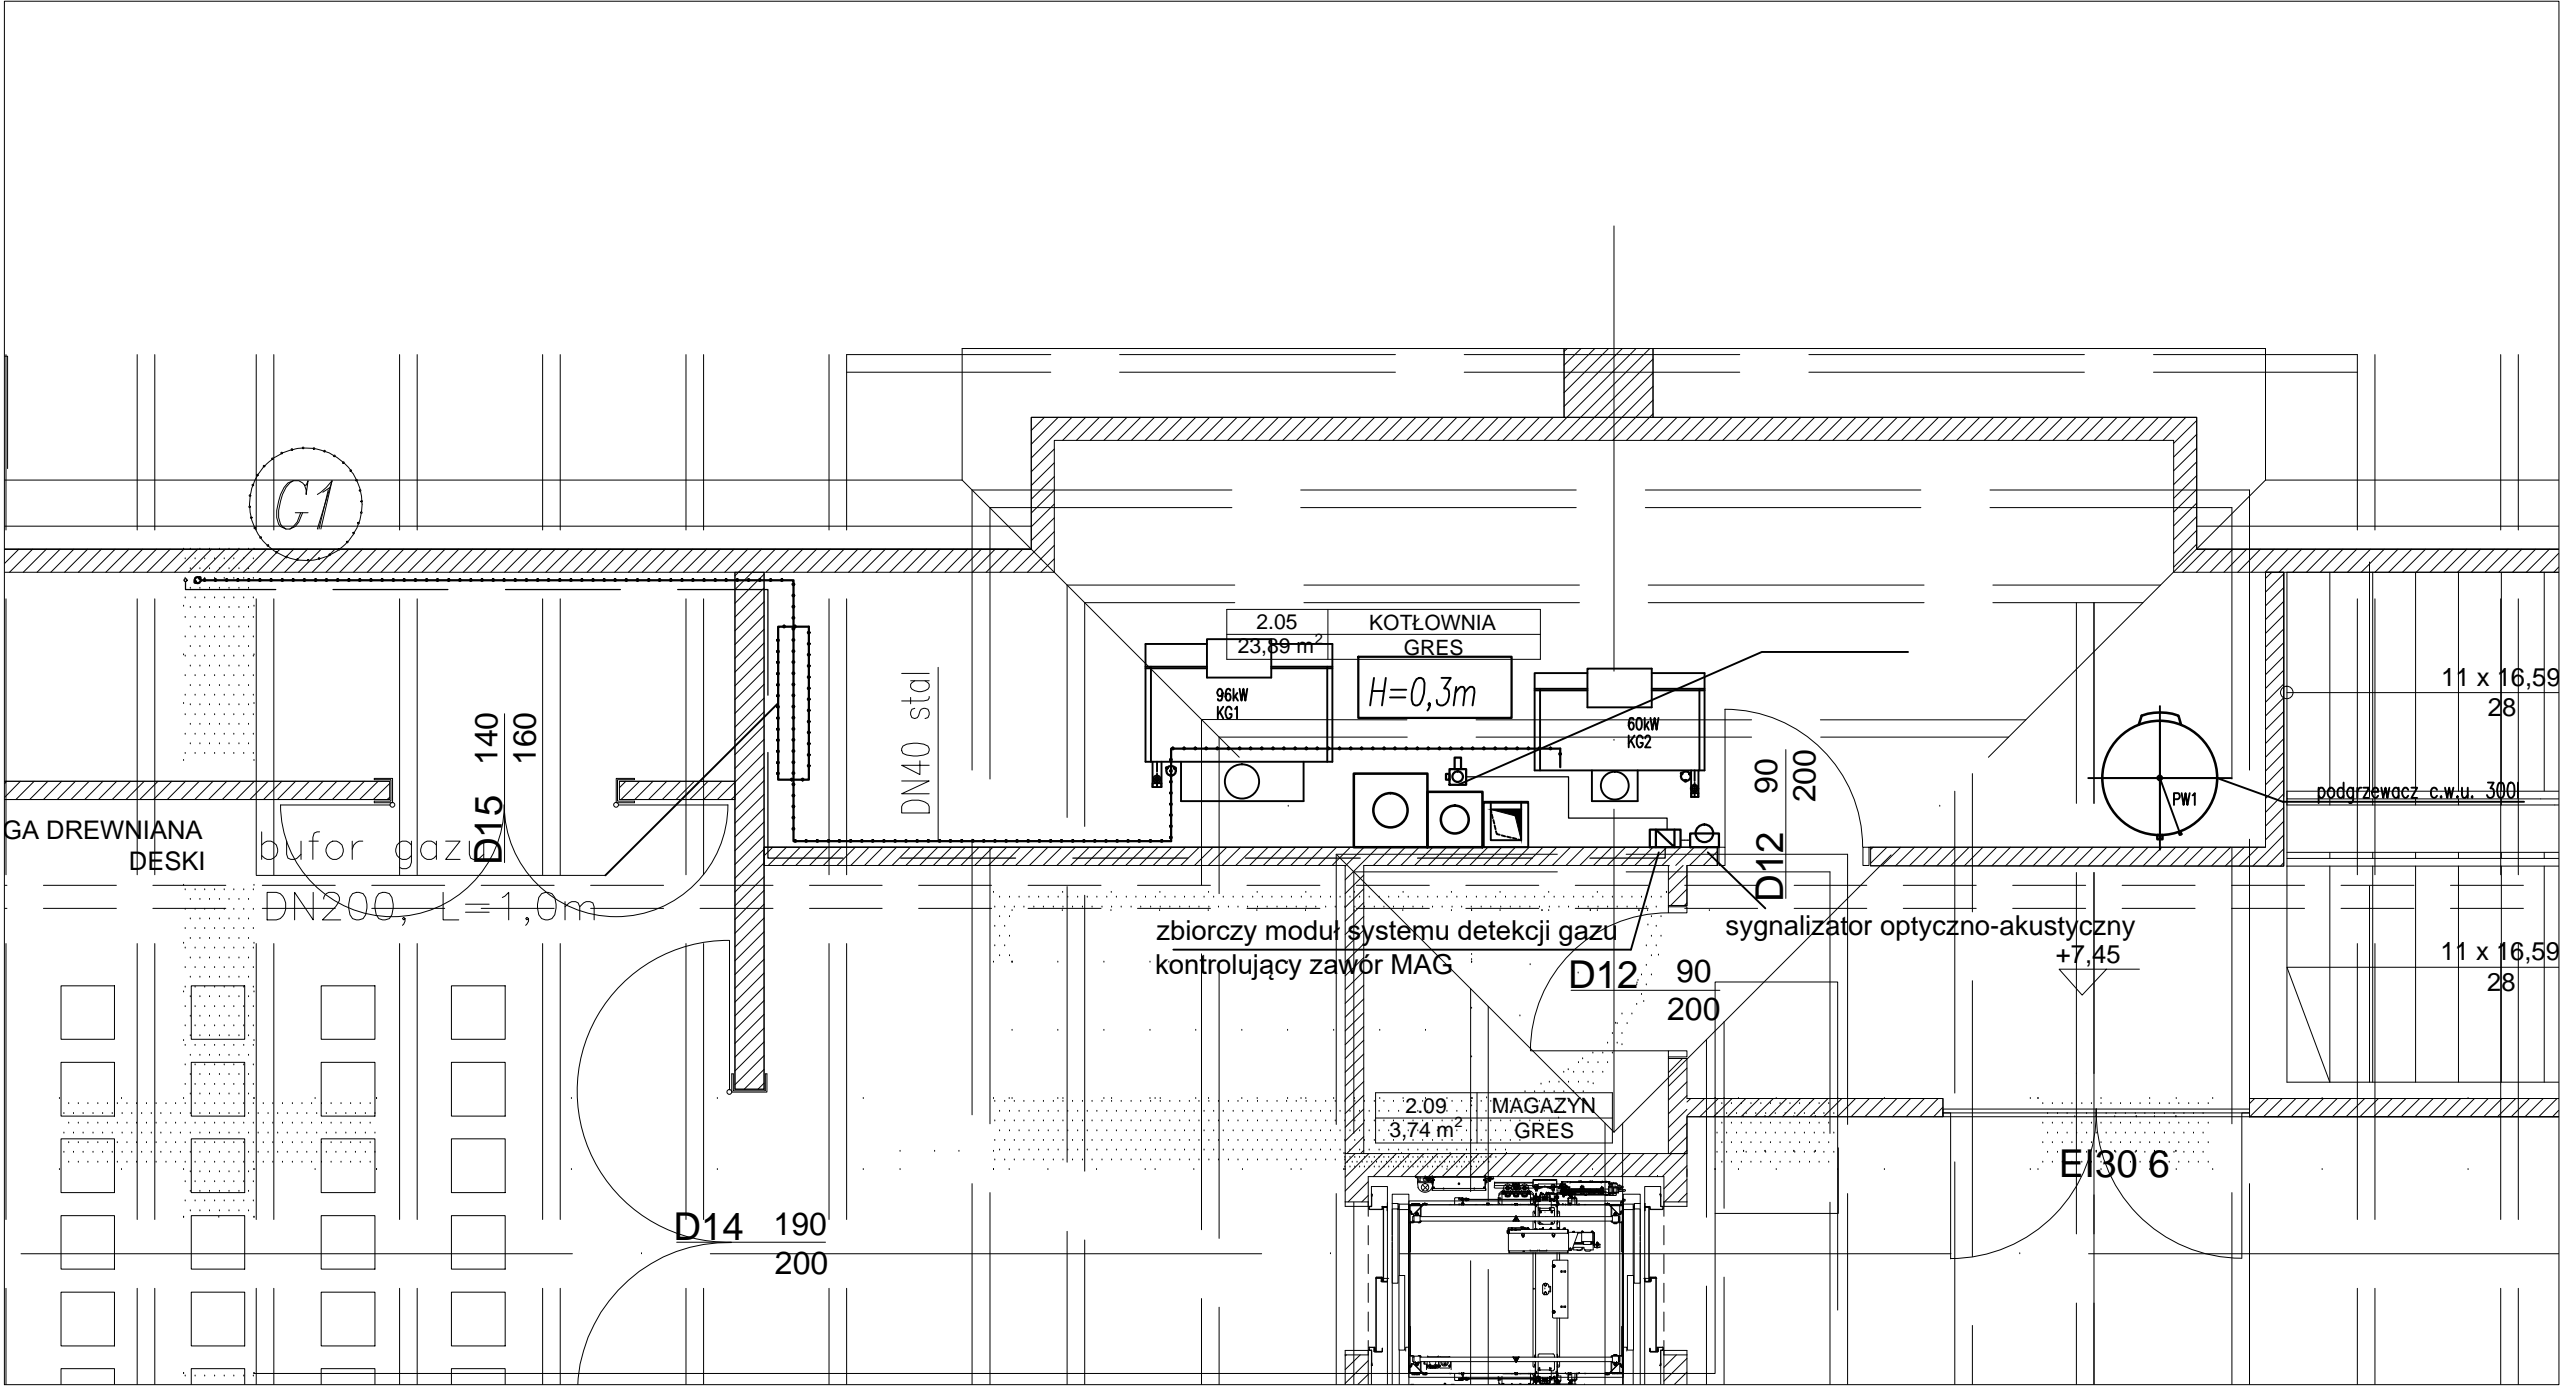 G1
2.05 KOTŁOWNIA
23,89 m² GRES
96kW
KG1
H=0,3m
60kW
KG2
DN40 stal
D15 140
160
D12 90
200
11 x 16,59
28
PW1
podgrzewacz c.w.u. 300l
GA DREWNIANA
DESKI
bufor gazu
DN200, L=1,0m
zbiorczy moduł systemu detekcji gazu
kontrolujący zawór MAG
sygnalizator optyczno-akustyczny
+7,45
11 x 16,59
28
D12 90
200
2.09 MAGAZYN
3,74 m² GRES
EI30 6
D14 190
200